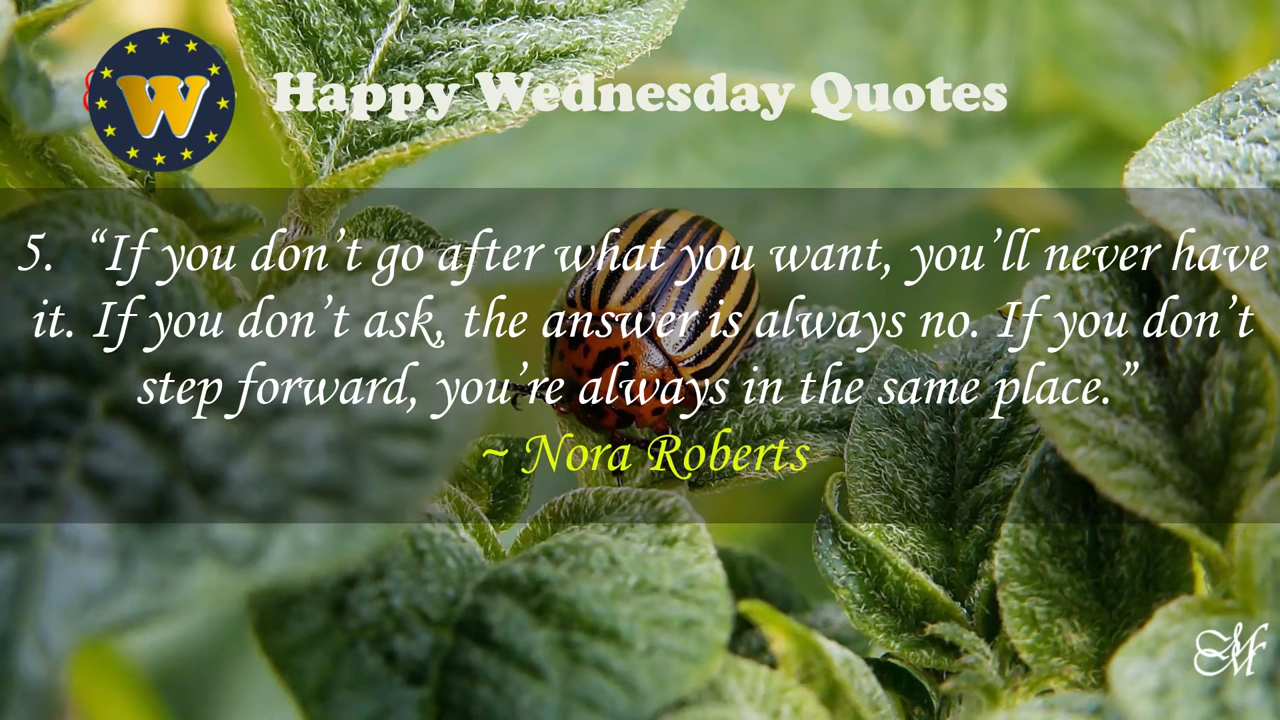 W
Happy Wednesday Quotes
5. “If you don’t go after what you want, you’ll never have
it. If you don’t ask, the answer is always no. If you don’t
step forward, you’re always in the same place.”
~ Nora Roberts